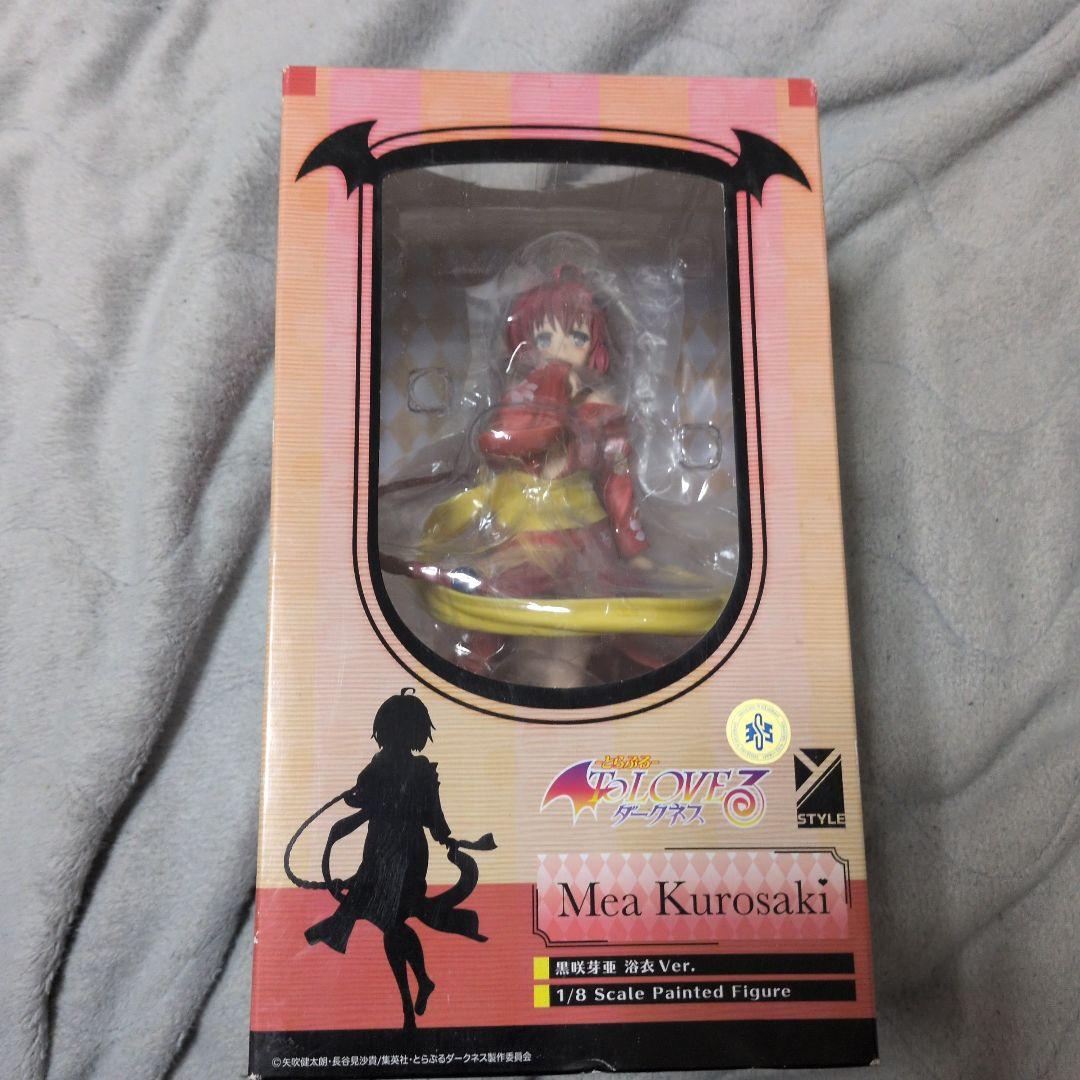 とらぶる
To LOVEる
ダークネス
STYLE
Mea Kurosaki
黒咲芽亜 浴衣 Ver.
1/8 Scale Painted Figure
©矢吹健太朗・長谷見沙貴/集英社・とらぶるダークネス製作委員会